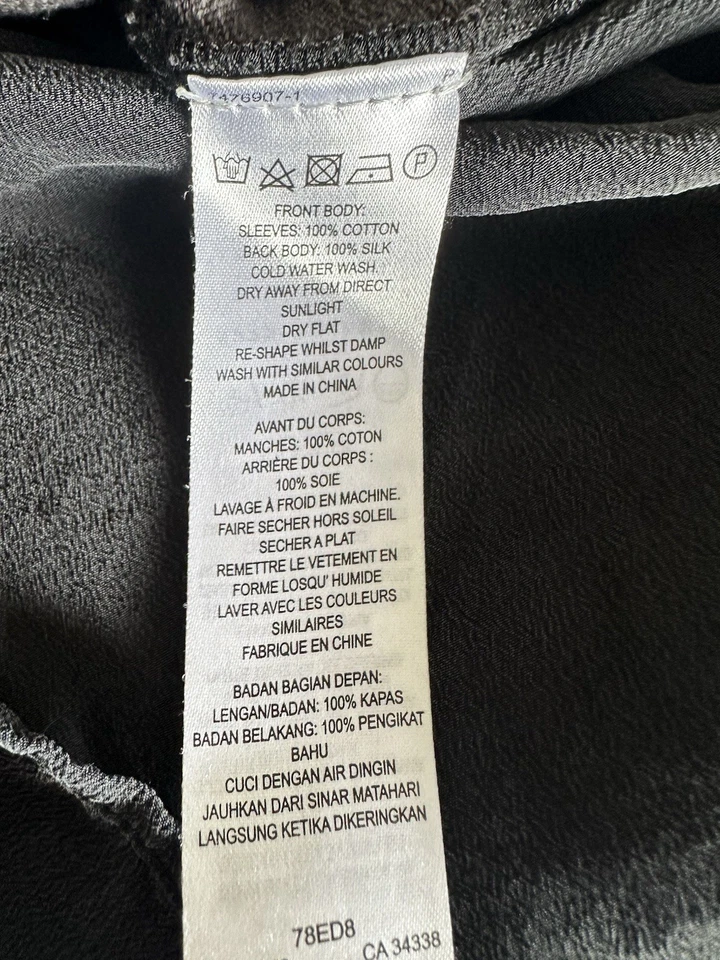 7476907-1
P
P
FRONT BODY:
SLEEVES: 100% COTTON
BACK BODY: 100% SILK
COLD WATER WASH.
DRY AWAY FROM DIRECT
SUNLIGHT
DRY FLAT
RE-SHAPE WHILST DAMP
WASH WITH SIMILAR COLOURS
MADE IN CHINA
AVANT DU CORPS:
MANCHES: 100% COTON
ARRIÈRE DU CORPS :
100% SOIE
LAVAGE À FROID EN MACHINE.
FAIRE SECHER HORS SOLEIL
SECHER A PLAT
REMETTRE LE VETEMENT EN
FORME LOSQU' HUMIDE
LAVER AVEC LES COULEURS
SIMILAIRES
FABRIQUE EN CHINE
BADAN BAGIAN DEPAN:
LENGAN/BADAN: 100% KAPAS
BADAN BELAKANG: 100% PENGIKAT
BAHU
CUCI DENGAN AIR DINGIN
JAUHKAN DARI SINAR MATAHARI
LANGSUNG KETIKA DIKERINGKAN
78ED8
CA 34338